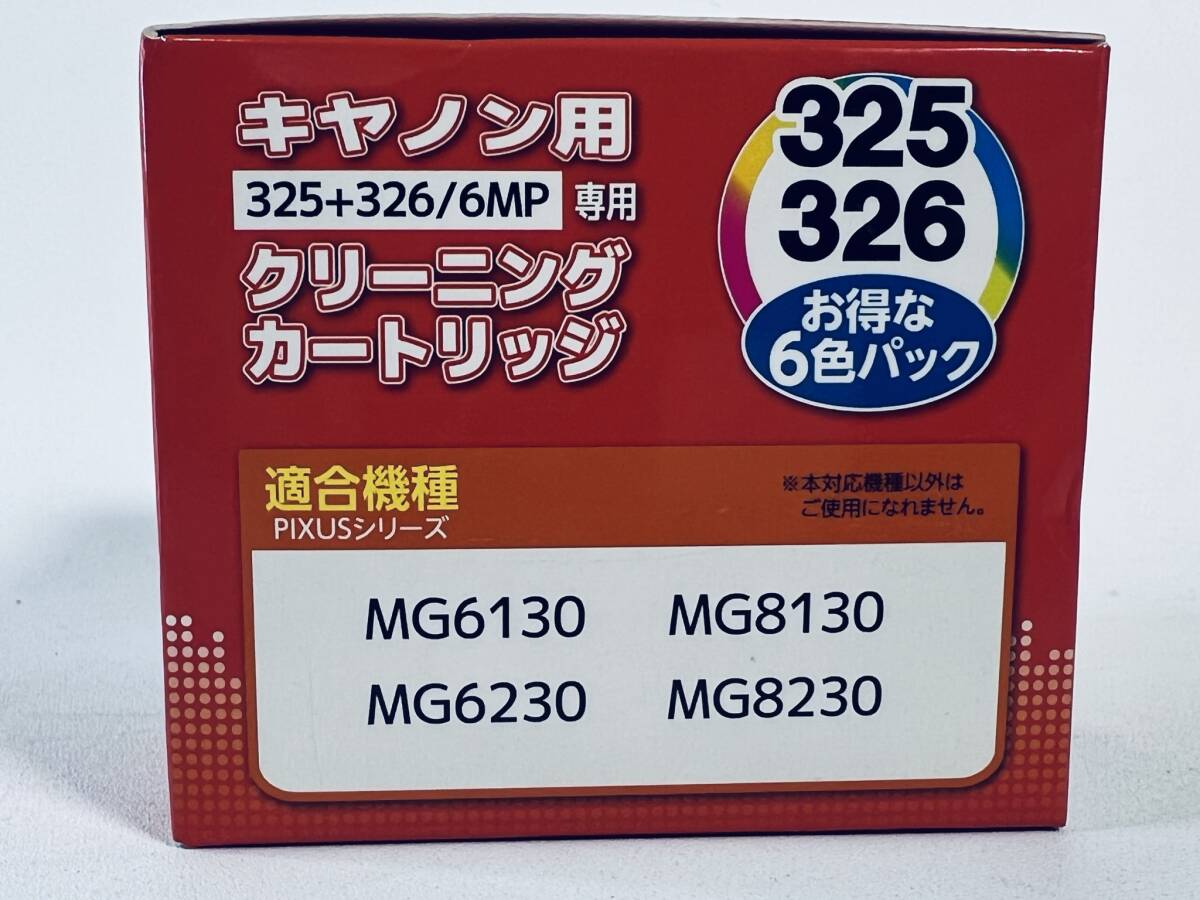 キヤノン用
325+326/6MP 専用
クリーニング
カートリッジ
325
326
お得な
6色パック
適合機種
PIXUSシリーズ
※本対応機種以外は
ご使用になれません。
MG6130 MG8130
MG6230 MG8230